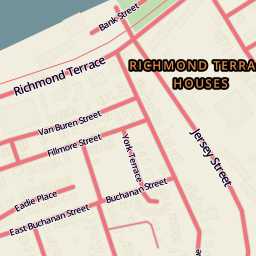 Bank Street
Richmond Terrace
RICHMOND TERRA
HOUSES
Van Buren Street
Fillmore Street
York Terrace
Jersey Street
Eadie Place
Buchanan Street
East Buchanan Street